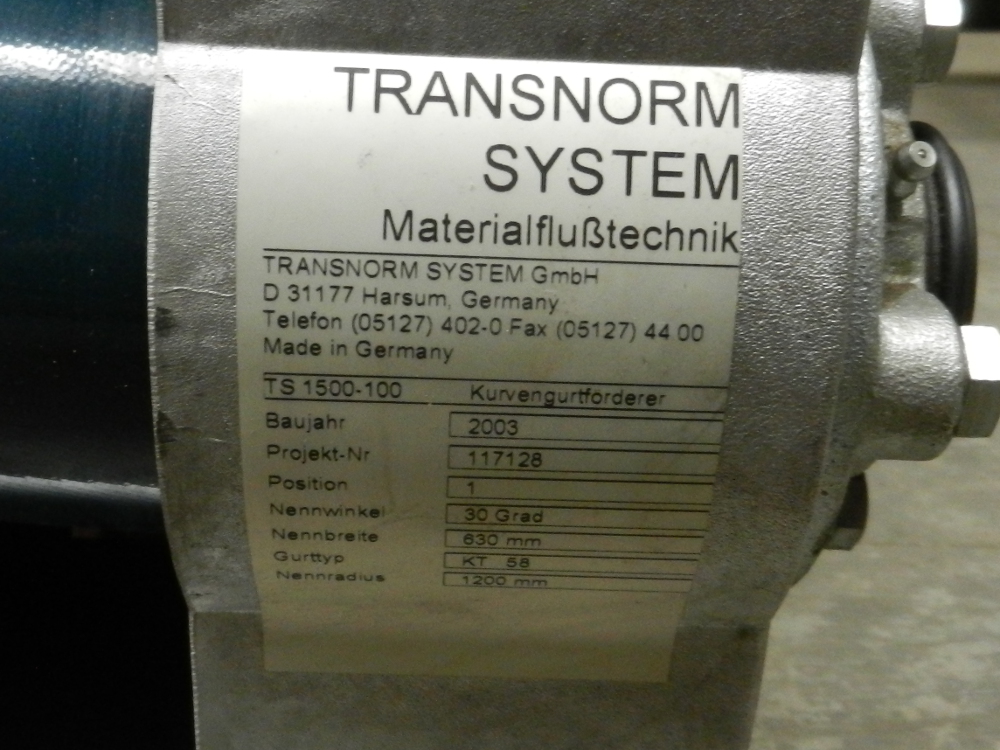 TRANSNORM
SYSTEM
Materialflußtechnik
TRANSNORM SYSTEM GmbH
D 31177 Harsum, Germany
Telefon (05127) 402-0 Fax (05127) 44 00
Made in Germany
TS 1500-100 Kurvengurtforderer
Baujahr 2003
Projekt-Nr 117128
Position 1
Nennwinkel 30 Grad
Nennbreite 630 mm
Gurttyp KT 58
Nennradius 1200 mm